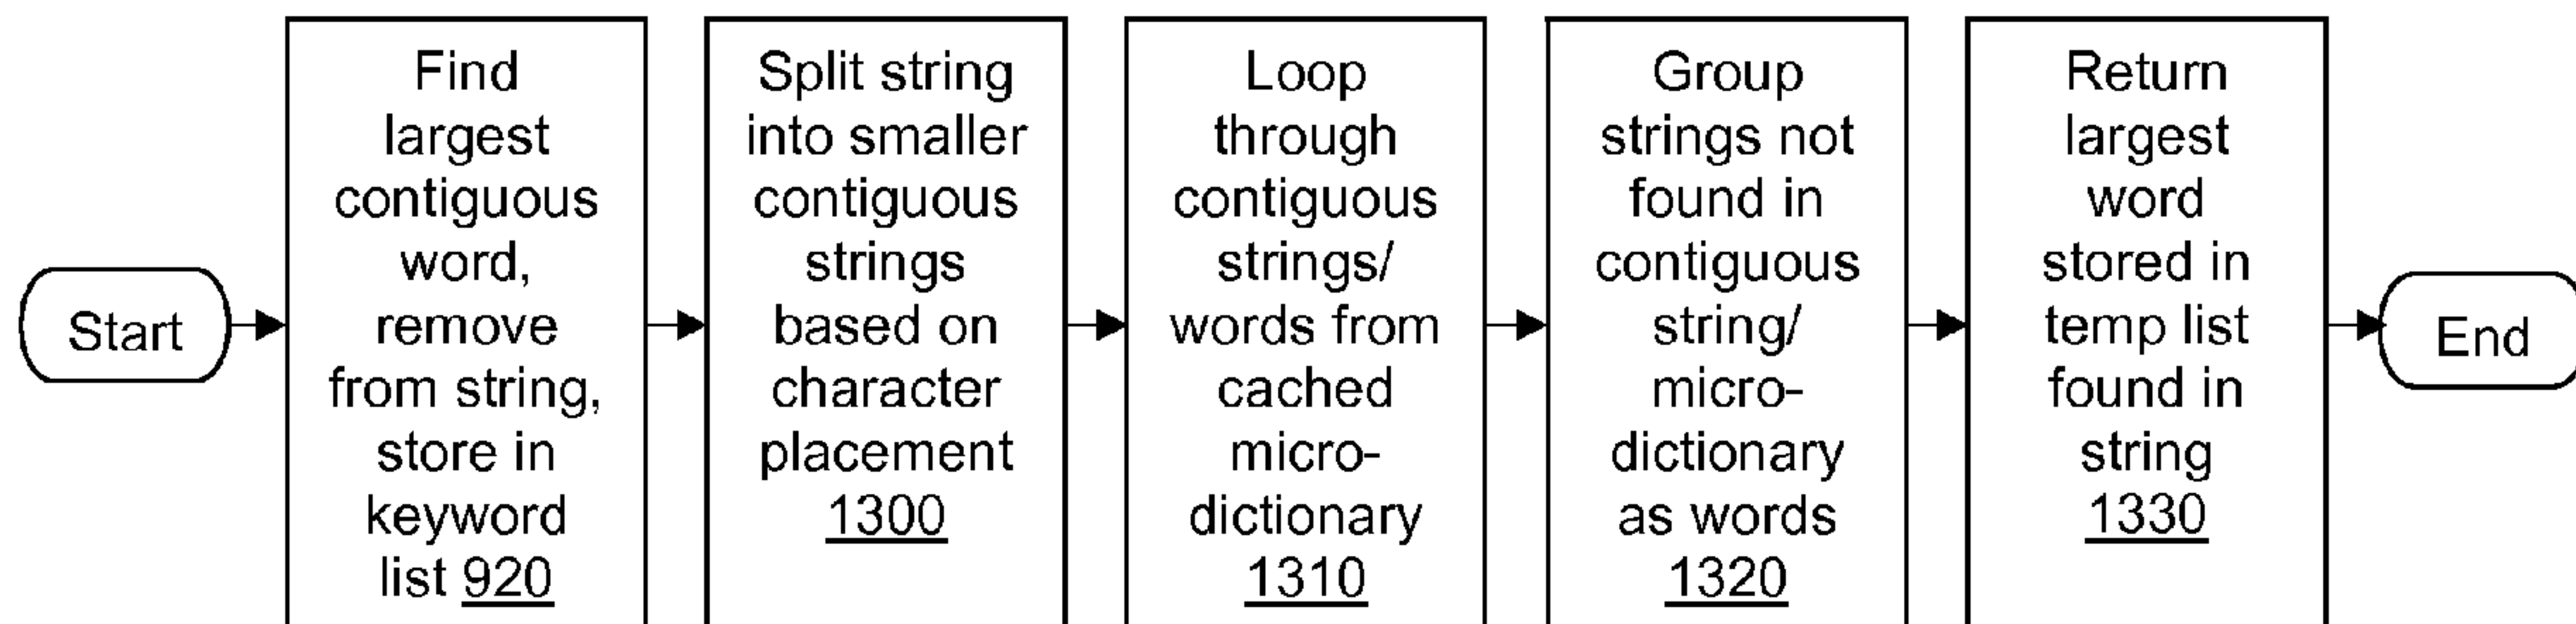 Start
Find
largest
contiguous
word,
remove
from string,
store in
keyword
list 920
Split string
into smaller
contiguous
strings
based on
character
placement
1300
Loop
through
contiguous
strings/
words from
cached
micro-
dictionary
1310
Group
strings not
found in
contiguous
string/
micro-
dictionary
as words
1320
Return
largest
word
stored in
temp list
found in
string
1330
End